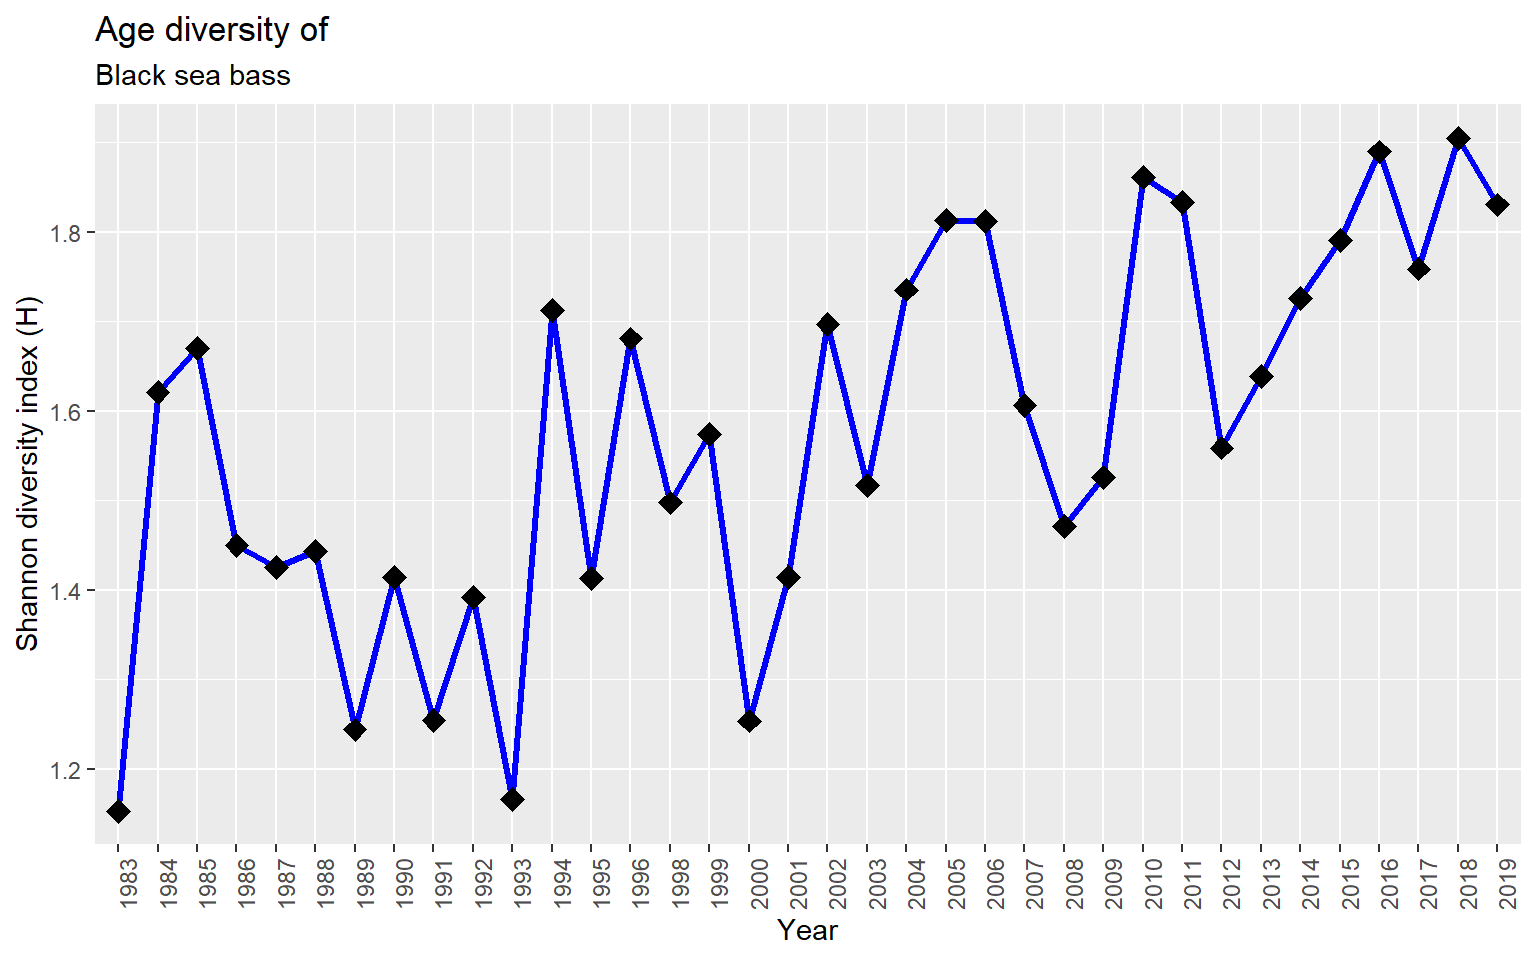 Age diversity of
Black sea bass
Shannon diversity index (H)
1.8
1.6
1.4
1.2
1983 1984 1985 1986 1987 1988 1989 1990 1991 1992 1993 1994 1995 1996 1998 1999 2000 2001 2002 2003 2004 2005 2006 2007 2008 2009 2010 2011 2012 2013 2014 2015 2016 2017 2018 2019
Year